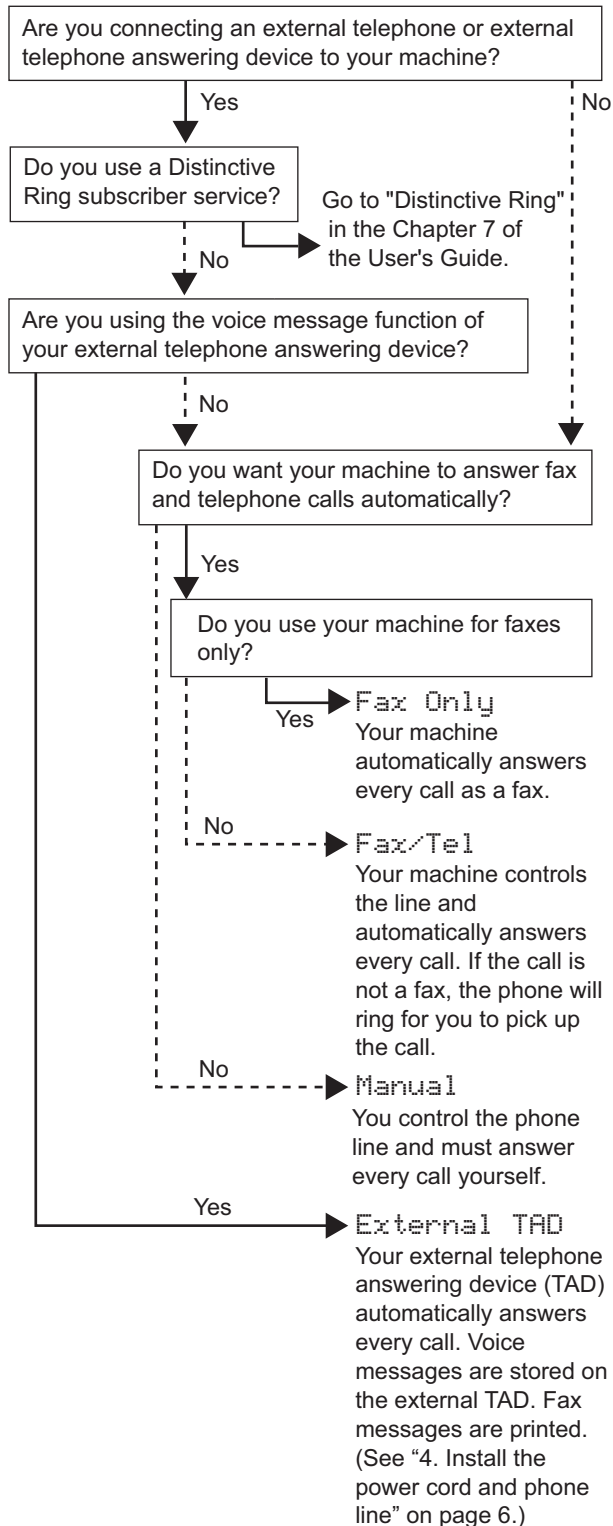 Are you connecting an external telephone or external
telephone answering device to your machine?
Yes
No
Do you use a Distinctive
Ring subscriber service?
Go to "Distinctive Ring"
in the Chapter 7 of
the User's Guide.
No
Are you using the voice message function of
your external telephone answering device?
No
Do you want your machine to answer fax
and telephone calls automatically?
Yes
Do you use your machine for faxes
only?
Yes
Fax Only
Your machine
automatically answers
every call as a fax.
No
Fax/Tel
Your machine controls
the line and
automatically answers
every call. If the call is
not a fax, the phone will
ring for you to pick up
the call.
No
Manual
You control the phone
line and must answer
every call yourself.
Yes
External TAD
Your external telephone
answering device (TAD)
automatically answers
every call. Voice
messages are stored on
the external TAD. Fax
messages are printed.
(See “4. Install the
power cord and phone
line” on page 6.)